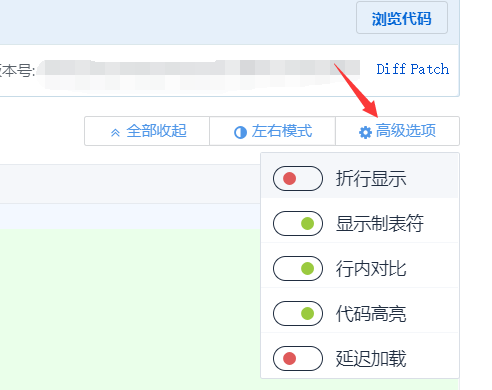 浏览代码
本号: Diff Patch
全部收起 左右模式 高级选项
折行显示
显示制表符
行内对比
代码高亮
延迟加载